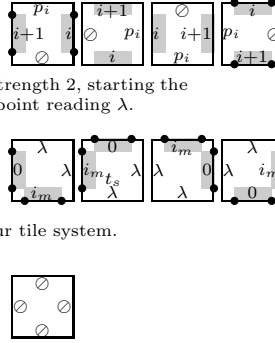 p_i i+1 ⊘ i
i+1 i ⊘ p_i i i+1 p_i ⊘
⊘ i p_i i+1
trength 2, starting the
point reading λ.
λ 0 i_m λ
0 λ i_m λ λ 0 λ i_m
i_m t_s λ λ 0
ur tile system.
⊘
⊘ ⊘
⊘